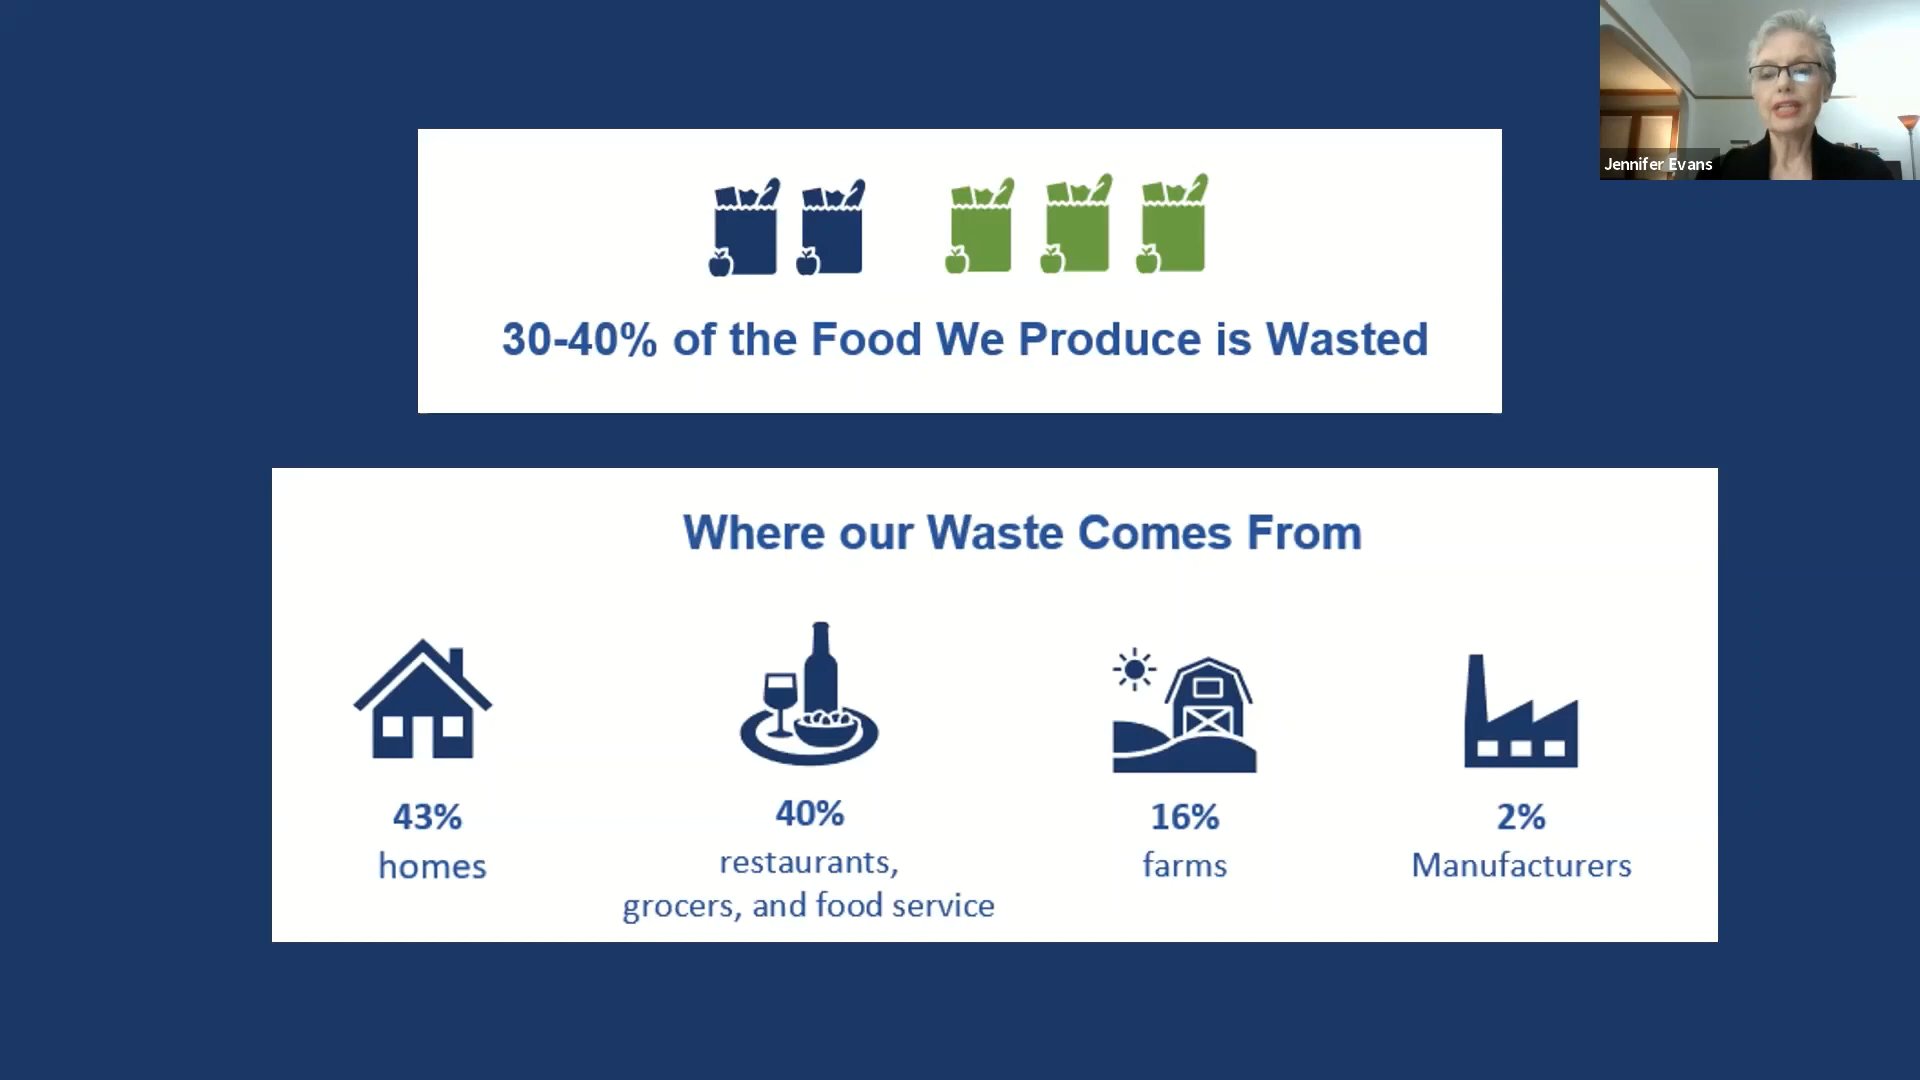 Jennifer Evans
30-40% of the Food We Produce is Wasted
Where our Waste Comes From
43%
homes
40%
restaurants,
grocers, and food service
16%
farms
2%
Manufacturers